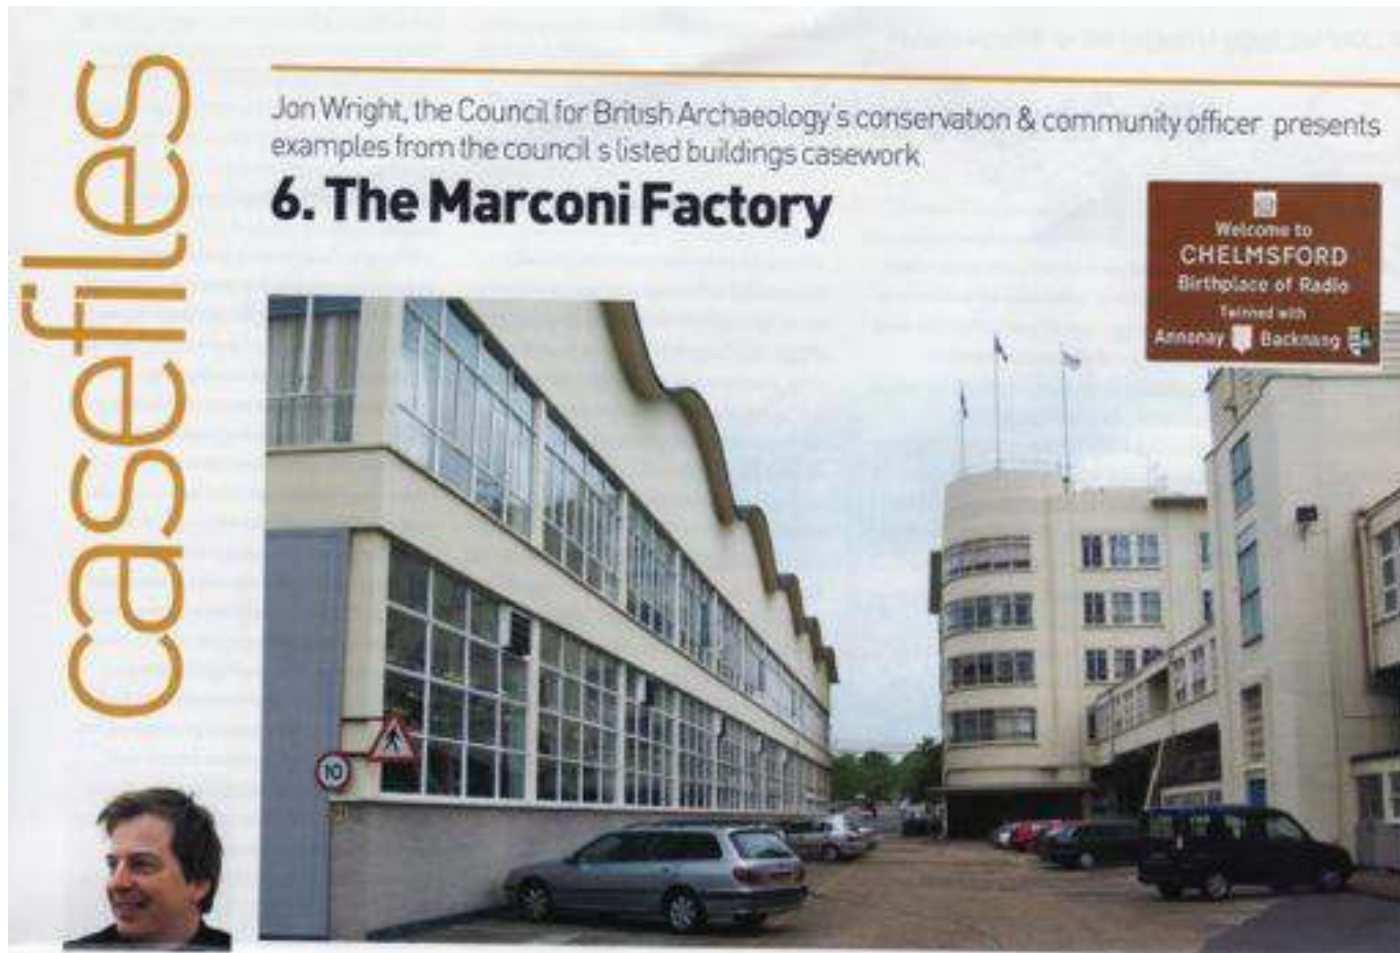 casefiles
Jon Wright, the Council for British Archaeology's conservation & community officer presents
examples from the council s listed buildings casework
6. The Marconi Factory
Welcome to
CHELMSFORD
Birthplace of Radio
Twinned with
Annonay Backnang
10